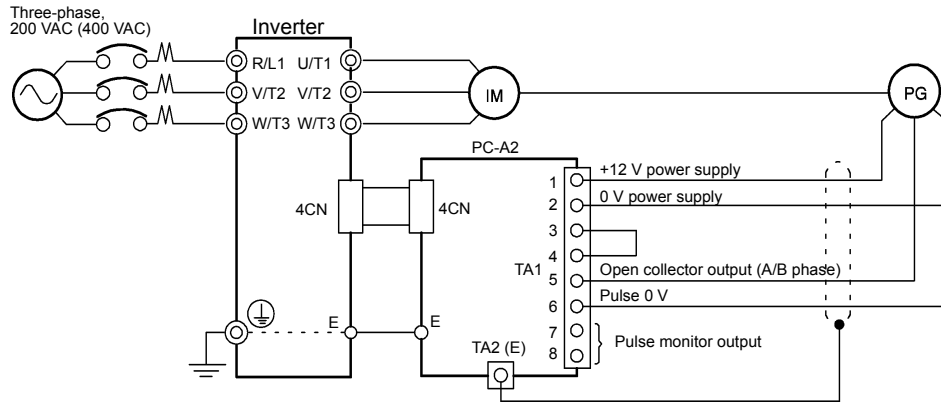 Three-phase,
200 VAC (400 VAC)
Inverter
R/L1 U/T1
V/T2 V/T2
W/T3 W/T3
IM
PG
PC-A2
4CN
4CN
1 +12 V power supply
2 0 V power supply
3
4
TA1
5 Open collector output (A/B phase)
6 Pulse 0 V
7
8
Pulse monitor output
E
E
TA2 (E)